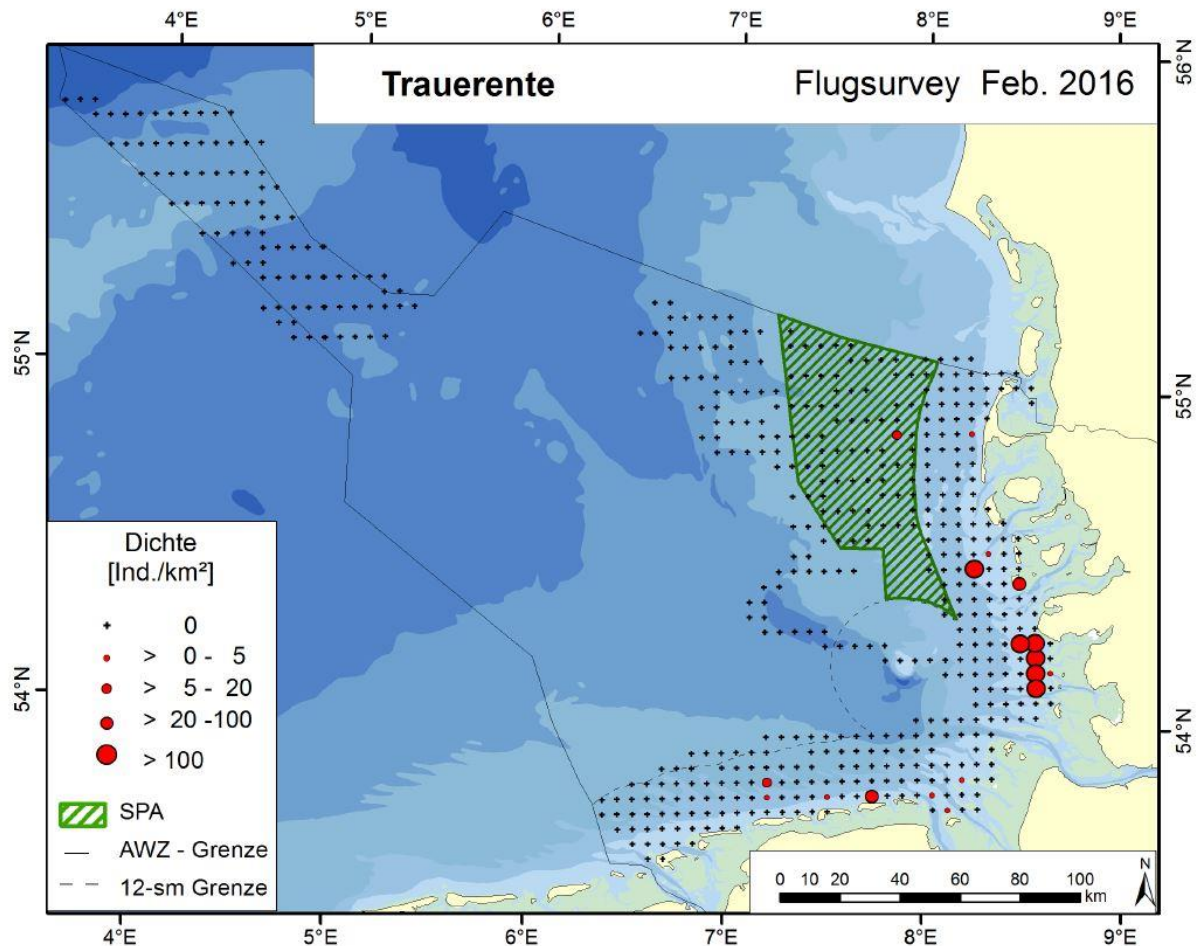 4°E 5°E 6°E 7°E 8°E 9°E
Trauerente Flugsurvey Feb. 2016
56°N
55°N
55°N
54°N
54°N
Dichte
[Ind./km²]
0
> 0 - 5
> 5 - 20
> 20 -100
> 100
SPA
AWZ - Grenze
12-sm Grenze
N
0 10 20 40 60 80 100
km
4°E 5°E 6°E 7°E 8°E 9°E